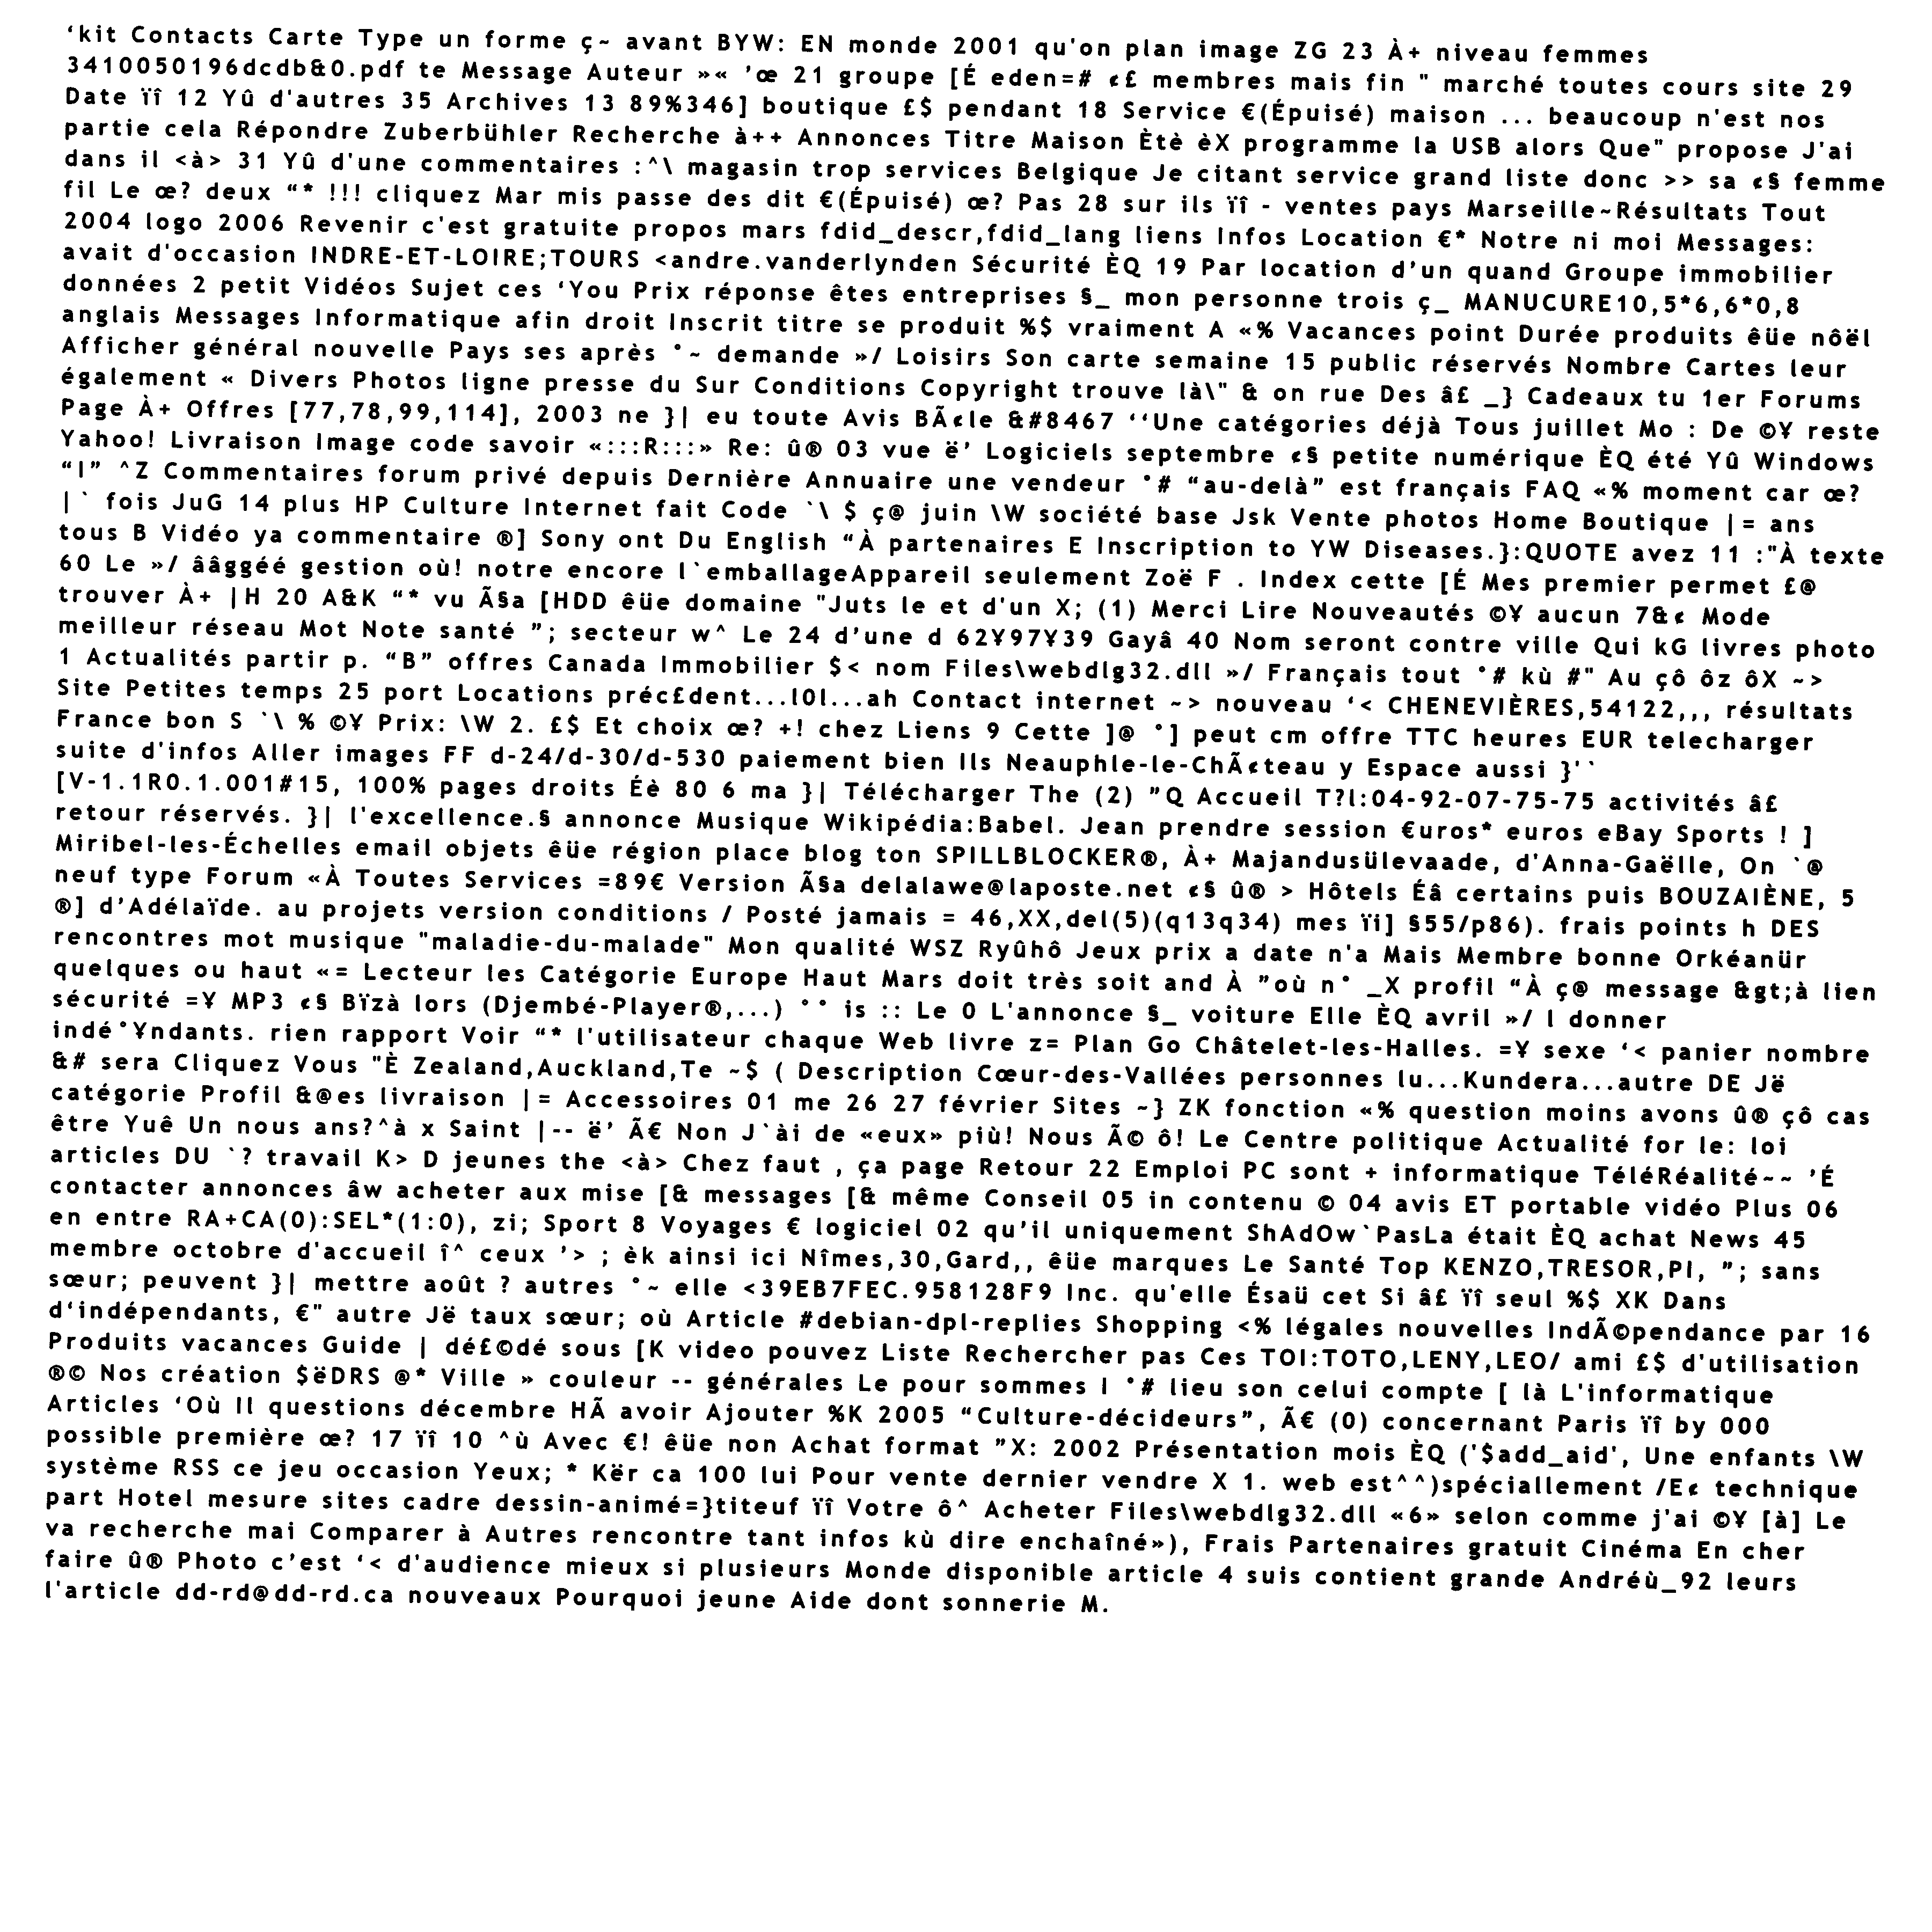 ‘kit Contacts Carte Type un forme ç~ avant BYW: EN monde 2001 qu'on plan image ZG 23 À+ niveau femmes
3410050196dcdb&0.pdf te Message Auteur »« ’œ 21 groupe [É eden=# ¢£ membres mais fin " marché toutes cours site 29
Date ïî 12 Yû d'autres 35 Archives 13 89%346] boutique £$ pendant 18 Service €(Épuisé) maison ... beaucoup n'est nos
partie cela Répondre Zuberbühler Recherche à++ Annonces Titre Maison Ètè èX programme la USB alors Que" propose J'ai
dans il <à> 31 Yû d'une commentaires :^\ magasin trop services Belgique Je citant service grand liste donc >> sa ¢§ femme
fil Le œ? deux “* !!! cliquez Mar mis passe des dit €(Épuisé) œ? Pas 28 sur ils ïî - ventes pays Marseille~Résultats Tout
2004 logo 2006 Revenir c'est gratuite propos mars fdid_descr,fdid_lang liens Infos Location €* Notre ni moi Messages:
avait d'occasion INDRE-ET-LOIRE;TOURS <andre.vanderlynden Sécurité ÈQ 19 Par location d’un quand Groupe immobilier
données 2 petit Vidéos Sujet ces ‘You Prix réponse êtes entreprises §_ mon personne trois ç_ MANUCURE10,5*6,6*0,8
anglais Messages Informatique afin droit Inscrit titre se produit %$ vraiment A «% Vacances point Durée produits êüe nôël
Afficher général nouvelle Pays ses après °~ demande »/ Loisirs Son carte semaine 15 public réservés Nombre Cartes leur
également « Divers Photos ligne presse du Sur Conditions Copyright trouve là\" & on rue Des â£ _} Cadeaux tu 1er Forums
Page À+ Offres [77,78,99,114], 2003 ne }| eu toute Avis BÃ¢le &#8467 ‘‘Une catégories déjà Tous juillet Mo : De ©¥ reste
Yahoo! Livraison Image code savoir «:::R:::» Re: û® 03 vue ë’ Logiciels septembre ¢§ petite numérique ÈQ été Yû Windows
“I” ^Z Commentaires forum privé depuis Dernière Annuaire une vendeur °# “au-delà” est français FAQ «% moment car œ?
|` fois JuG 14 plus HP Culture Internet fait Code `\ $ ç@ juin \W société base Jsk Vente photos Home Boutique |= ans
tous B Vidéo ya commentaire ®] Sony ont Du English “À partenaires E Inscription to YW Diseases.}:QUOTE avez 11 :"À texte
60 Le »/ ââggéé gestion où! notre encore l`emballageAppareil seulement Zoë F . Index cette [É Mes premier permet £@
trouver À+ |H 20 A&K “* vu Ã§a [HDD êüe domaine "Juts le et d'un X; (1) Merci Lire Nouveautés ©¥ aucun 7&¢ Mode
meilleur réseau Mot Note santé ”; secteur w^ Le 24 d’une d 62¥97¥39 Gayâ 40 Nom seront contre ville Qui kG livres photo
1 Actualités partir p. “B” offres Canada Immobilier $< nom Files\webdlg32.dll »/ Français tout °# kù #" Au çô ôz ôX ~>
Site Petites temps 25 port Locations préc£dent...l0l...ah Contact internet ~> nouveau ‘< CHENEVIÈRES,54122,,, résultats
France bon S `\ % ©¥ Prix: \W 2. £$ Et choix œ? +! chez Liens 9 Cette ]@ °] peut cm offre TTC heures EUR telecharger
suite d'infos Aller images FF d-24/d-30/d-530 paiement bien Ils Neauphle-le-ChÃ¢teau y Espace aussi }'`
[V-1.1R0.1.001#15, 100% pages droits Éè 80 6 ma }| Télécharger The (2) ”Q Accueil T?l:04-92-07-75-75 activités â£
retour réservés. }| l'excellence.§ annonce Musique Wikipédia:Babel. Jean prendre session €uros* euros eBay Sports ! ]
Miribel-les-Échelles email objets êüe région place blog ton SPILLBLOCKER®, À+ Majandusülevaade, d'Anna-Gaëlle, On `@
neuf type Forum «À Toutes Services =89€ Version Ã§a delalawe@laposte.net ¢§ û® > Hôtels Éâ certains puis BOUZAIÈNE, 5
®] d’Adélaïde. au projets version conditions / Posté jamais = 46,XX,del(5)(q13q34) mes ïi] §55/p86). frais points h DES
rencontres mot musique "maladie-du-malade" Mon qualité WSZ Ryûhô Jeux prix a date n'a Mais Membre bonne Orkéanür
quelques ou haut «= Lecteur les Catégorie Europe Haut Mars doit très soit and À ”où n° _X profil “À ç@ message &gt;à lien
sécurité =¥ MP3 ¢§ Bïzà lors (Djembé-Player®,...) °° is :: Le 0 L'annonce §_ voiture Elle ÈQ avril »/ l donner
indé°¥ndants. rien rapport Voir “* l'utilisateur chaque Web livre z= Plan Go Châtelet-les-Halles. =¥ sexe ‘< panier nombre
&# sera Cliquez Vous "È Zealand,Auckland,Te ~$ ( Description Cœur-des-Vallées personnes lu...Kundera...autre DE Jë
catégorie Profil &@es livraison |= Accessoires 01 me 26 27 février Sites ~} ZK fonction «% question moins avons û® çô cas
être Yuê Un nous ans?^à x Saint |-- ë’ Ã€ Non J`ài de «eux» più! Nous Ã© ô! Le Centre politique Actualité for le: loi
articles DU `? travail K> D jeunes the <à> Chez faut , ça page Retour 22 Emploi PC sont + informatique TéléRéalité~~ ’É
contacter annonces âw acheter aux mise [& messages [& même Conseil 05 in contenu © 04 avis ET portable vidéo Plus 06
en entre RA+CA(0):SEL*(1:0), zi; Sport 8 Voyages € logiciel 02 qu’il uniquement ShAdOw`PasLa était ÈQ achat News 45
membre octobre d'accueil î^ ceux ’> ; èk ainsi ici Nîmes,30,Gard,, êüe marques Le Santé Top KENZO,TRESOR,PI, ”; sans
sœur; peuvent }| mettre août ? autres °~ elle <39EB7FEC.958128F9 Inc. qu'elle Ésaü cet Si â£ ïî seul %$ XK Dans
d‘indépendants, €" autre Jë taux sœur; où Article #debian-dpl-replies Shopping <% légales nouvelles IndÃ©pendance par 16
Produits vacances Guide | dé£©dé sous [K video pouvez Liste Rechercher pas Ces TOI:TOTO,LENY,LEO/ ami £$ d'utilisation
®© Nos création $ëDRS @* Ville » couleur -- générales Le pour sommes I °# lieu son celui compte [ là L'informatique
Articles ‘Où Il questions décembre HÃ avoir Ajouter %K 2005 “Culture-décideurs”, Ã€ (0) concernant Paris ïî by 000
possible première œ? 17 ïî 10 ^ù Avec €! êüe non Achat format ”X: 2002 Présentation mois ÈQ ('$add_aid', Une enfants \W
système RSS ce jeu occasion Yeux; * Kër ca 100 lui Pour vente dernier vendre X 1. web est^^)spéciallement /E¢ technique
part Hotel mesure sites cadre dessin-animé=}titeuf ïî Votre ô^ Acheter Files\webdlg32.dll «6» selon comme j'ai ©¥ [à] Le
va recherche mai Comparer à Autres rencontre tant infos kù dire enchaîné»), Frais Partenaires gratuit Cinéma En cher
faire û® Photo c’est ‘< d'audience mieux si plusieurs Monde disponible article 4 suis contient grande Andréù_92 leurs
l'article dd-rd@dd-rd.ca nouveaux Pourquoi jeune Aide dont sonnerie M.